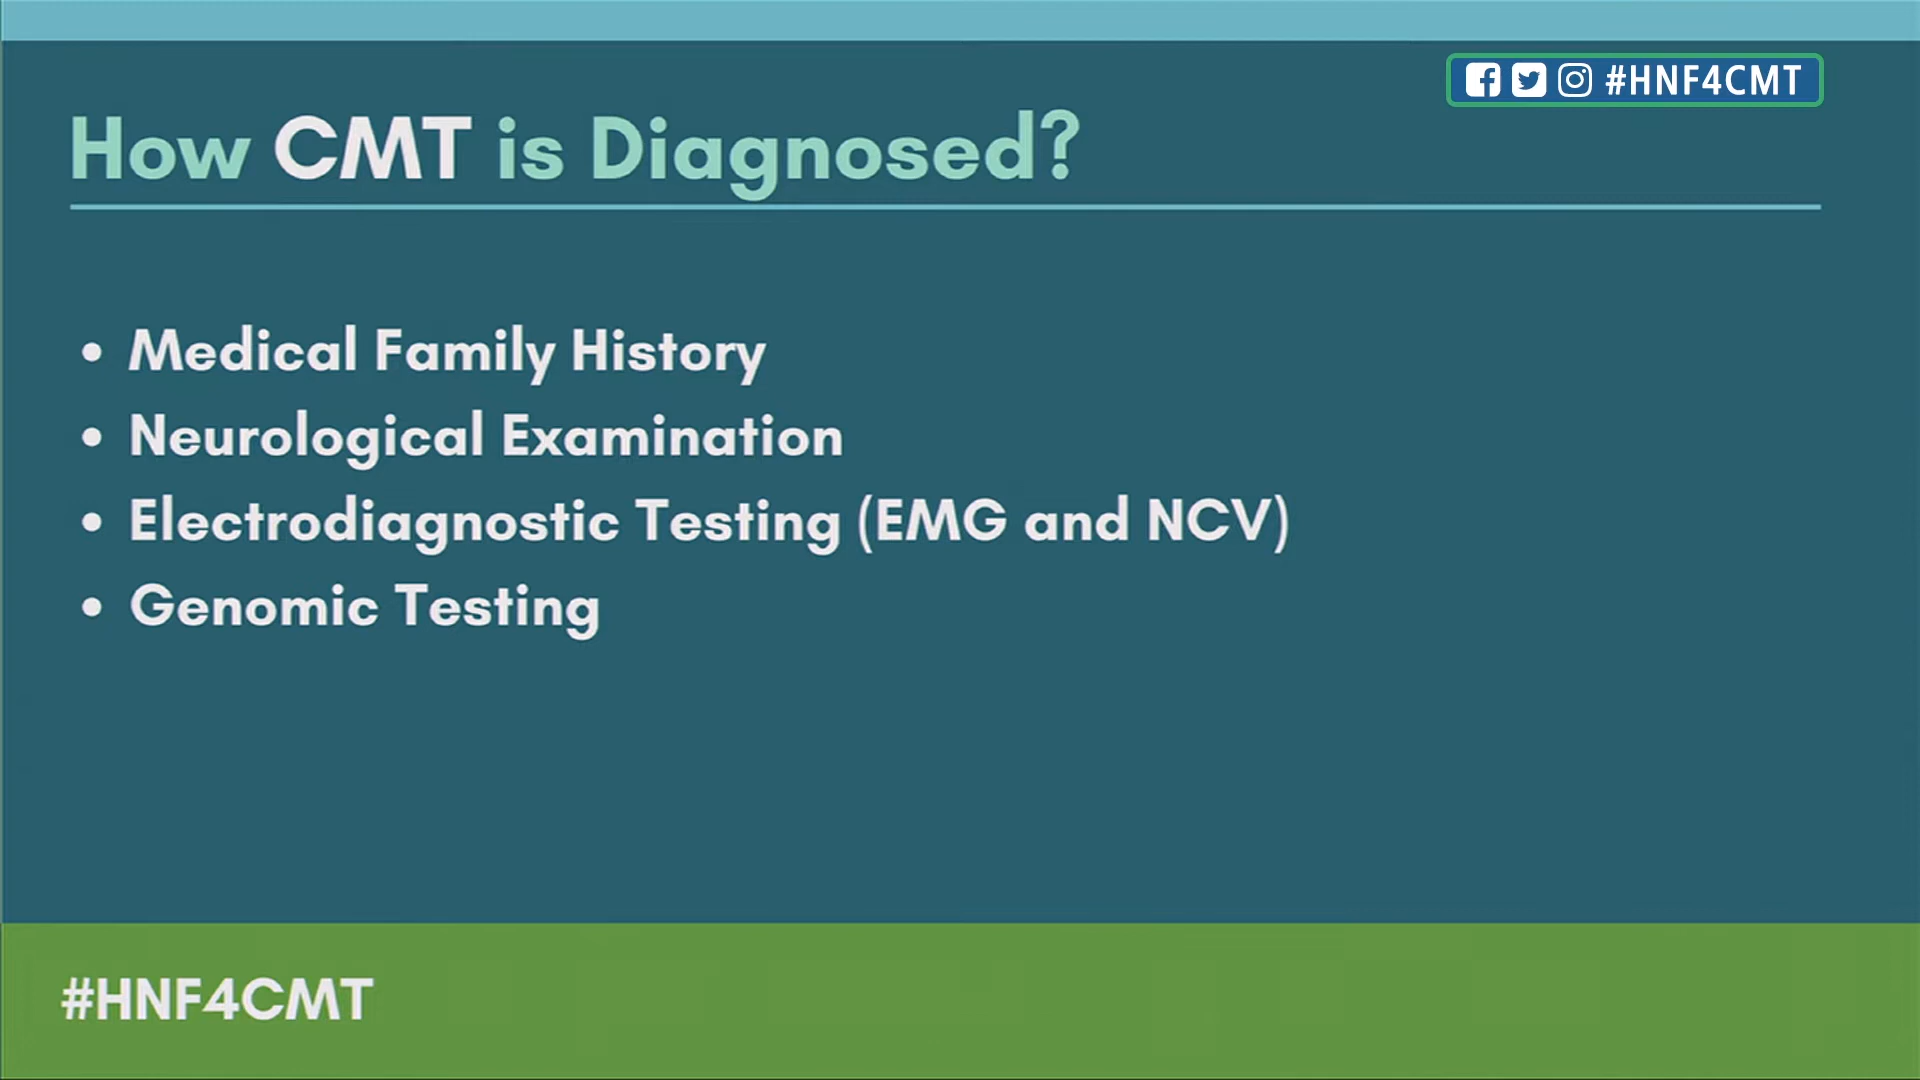 #HNF4CMT
How CMT is Diagnosed?
• Medical Family History
• Neurological Examination
• Electrodiagnostic Testing (EMG and NCV)
• Genomic Testing
#HNF4CMT